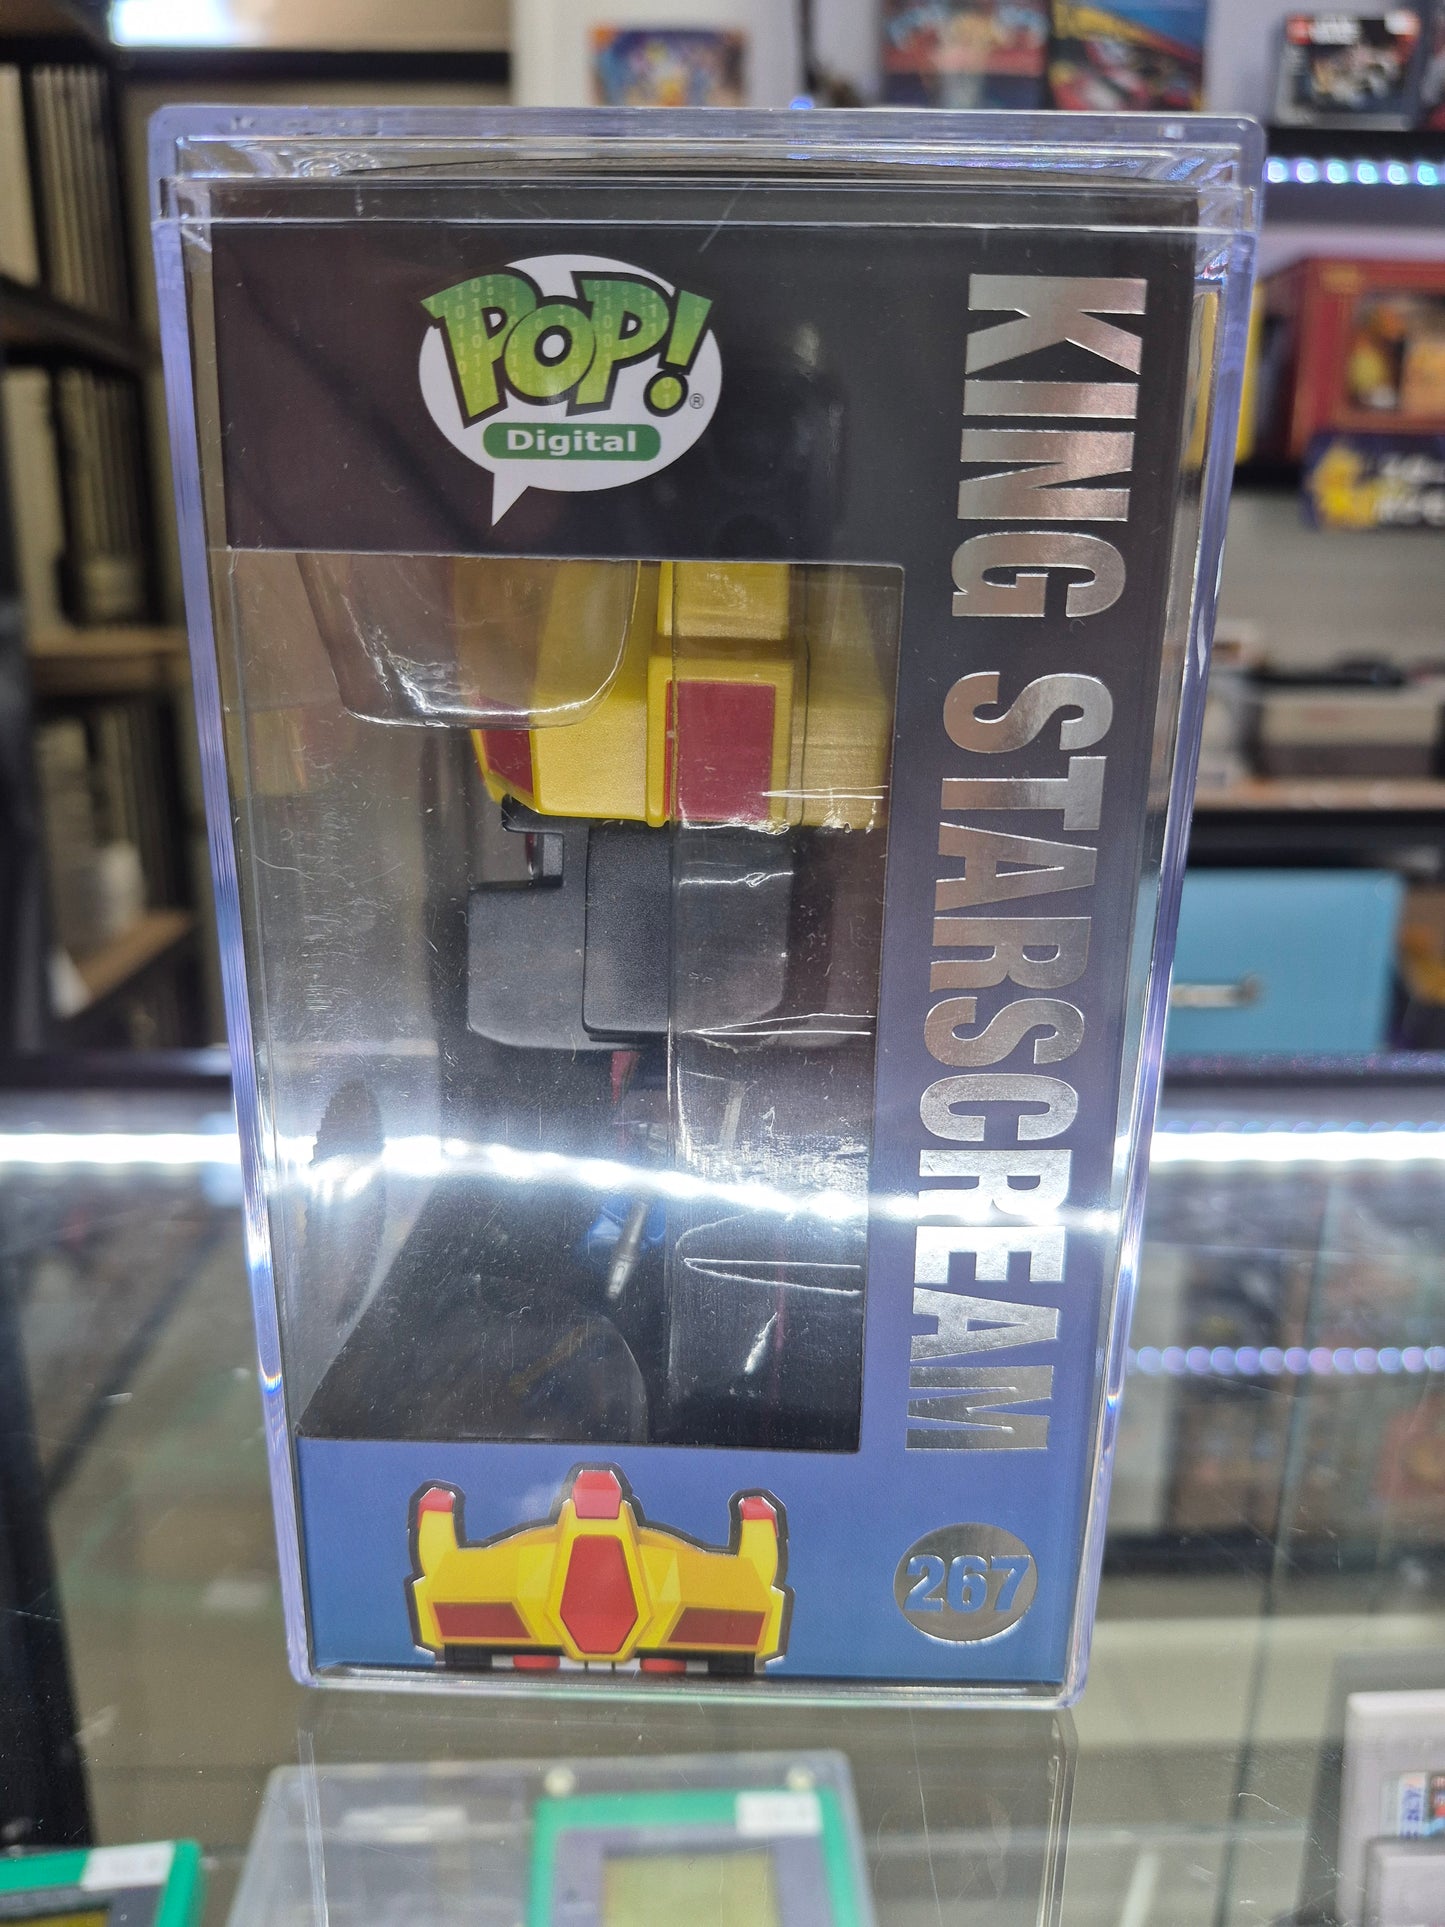 POP!
®
Digital
KING STARSCREAM
267